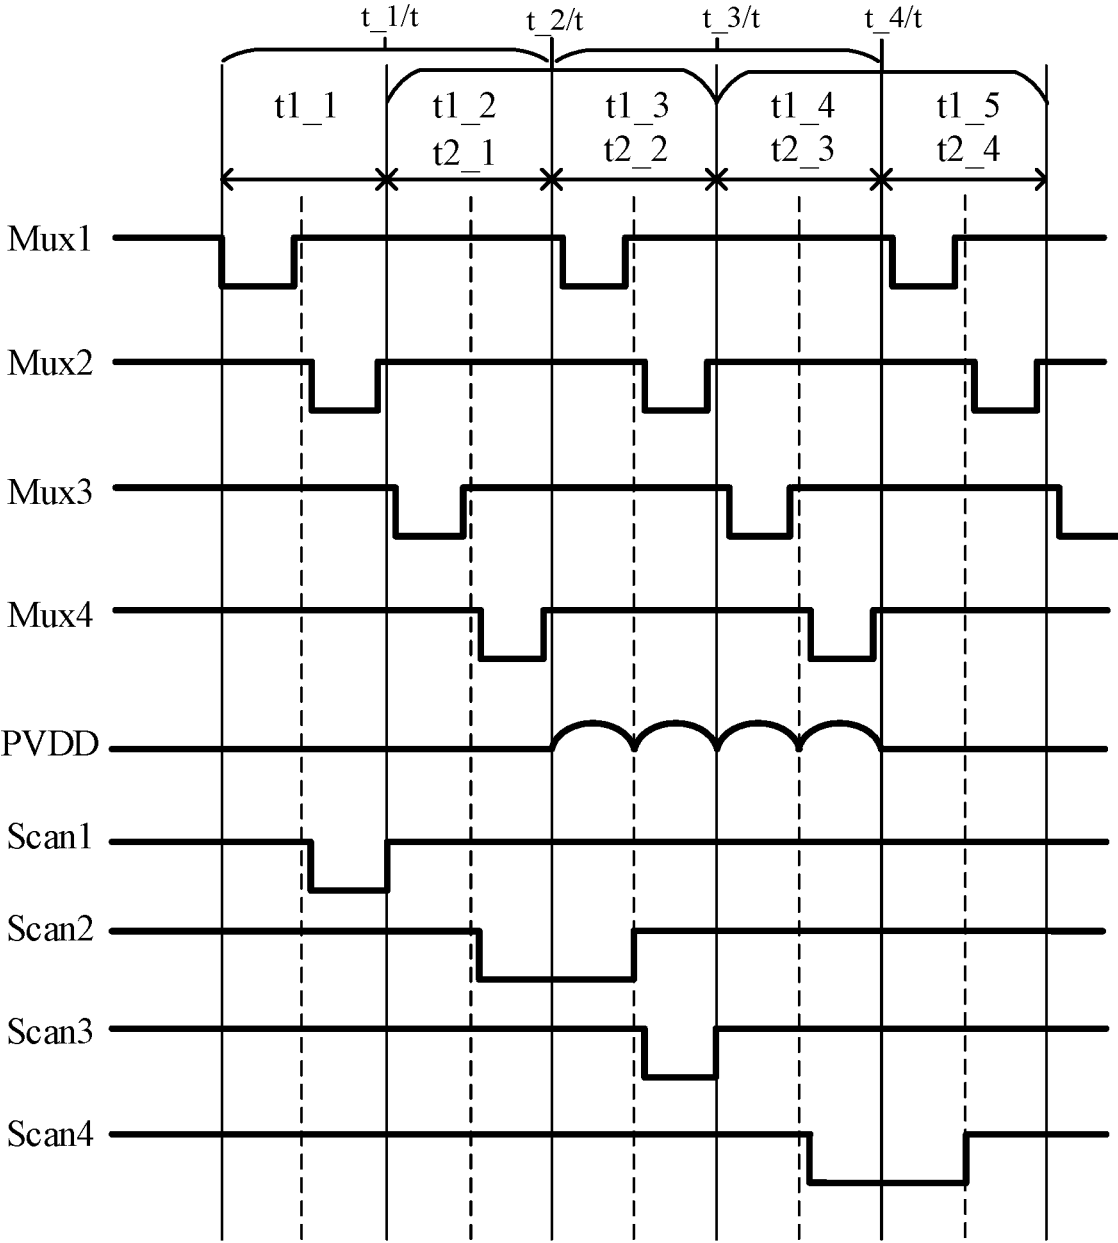 t_1/t t_2/t t_3/t t_4/t
t1_1 t1_2 t1_3 t1_4 t1_5
t2_1 t2_2 t2_3 t2_4
Mux1
Mux2
Mux3
Mux4
PVDD
Scan1
Scan2
Scan3
Scan4